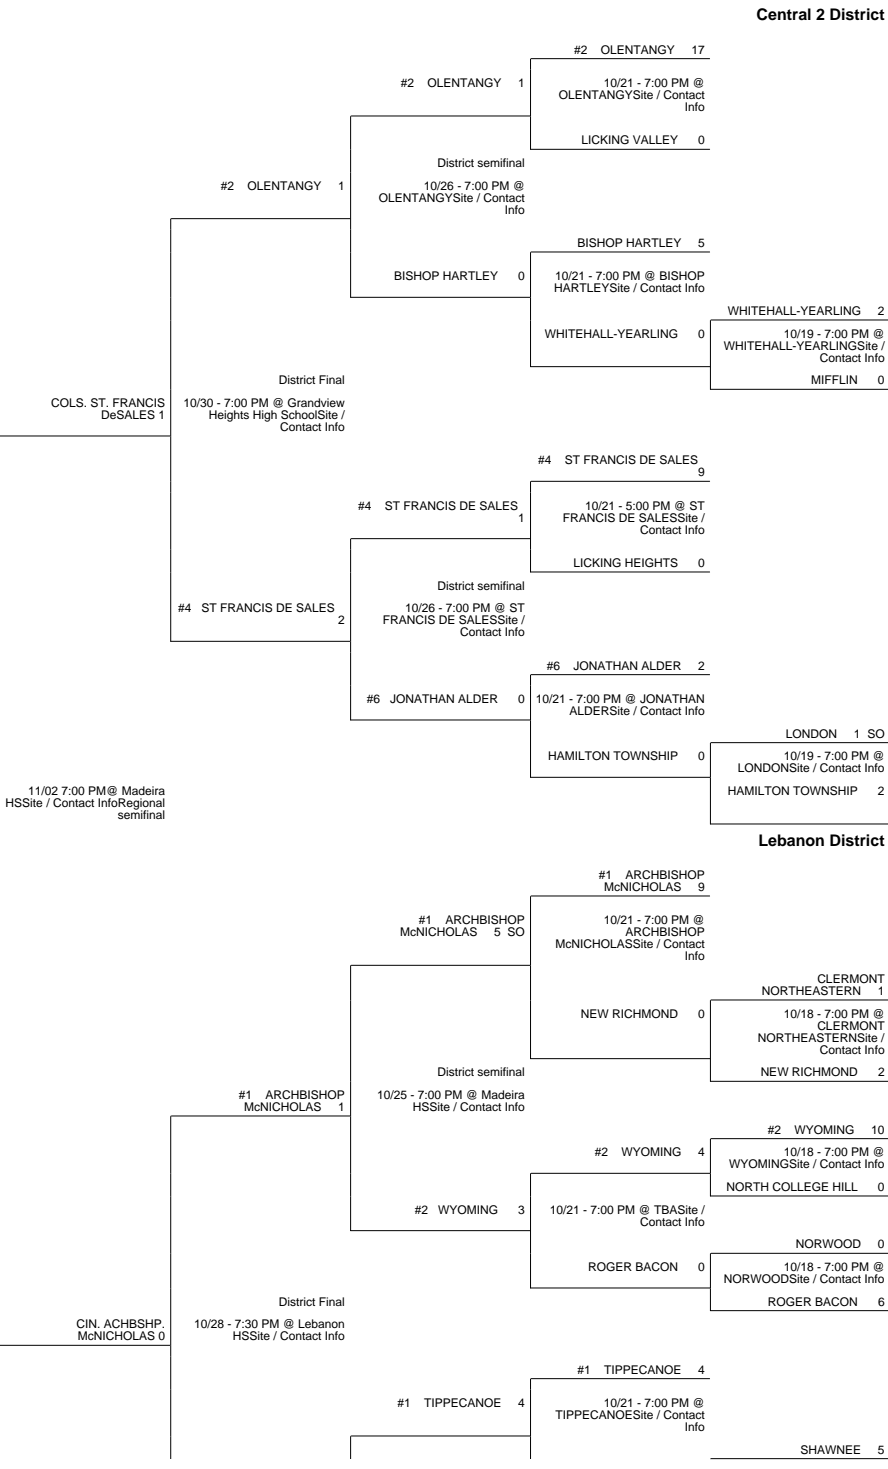 Central 2 District
#2 OLENTANGY 17
#2 OLENTANGY 1
10/21 - 7:00 PM @
OLENTANGYSite / Contact
Info
LICKING VALLEY 0
District semifinal
#2 OLENTANGY 1
10/26 - 7:00 PM @
OLENTANGYSite / Contact
Info
BISHOP HARTLEY 5
BISHOP HARTLEY 0
10/21 - 7:00 PM @ BISHOP
HARTLEYSite / Contact Info
WHITEHALL-YEARLING 2
WHITEHALL-YEARLING 0
10/19 - 7:00 PM @
WHITEHALL-YEARLINGSite /
Contact Info
MIFFLIN 0
District Final
COLS. ST. FRANCIS
DeSALES 1
10/30 - 7:00 PM @ Grandview
Heights High SchoolSite /
Contact Info
#4 ST FRANCIS DE SALES
9
#4 ST FRANCIS DE SALES
1
10/21 - 5:00 PM @ ST
FRANCIS DE SALESSite /
Contact Info
LICKING HEIGHTS 0
District semifinal
#4 ST FRANCIS DE SALES
2
10/26 - 7:00 PM @ ST
FRANCIS DE SALESSite /
Contact Info
#6 JONATHAN ALDER 2
#6 JONATHAN ALDER 0
10/21 - 7:00 PM @ JONATHAN
ALDERSite / Contact Info
LONDON 1 SO
HAMILTON TOWNSHIP 0
10/19 - 7:00 PM @
LONDONSite / Contact Info
HAMILTON TOWNSHIP 2
11/02 7:00 PM@ Madeira
HSSite / Contact InfoRegional
semifinal
Lebanon District
#1 ARCHBISHOP
McNICHOLAS 9
#1 ARCHBISHOP
McNICHOLAS 5 SO
10/21 - 7:00 PM @
ARCHBISHOP
McNICHOLASSite / Contact
Info
CLERMONT
NORTHEASTERN 1
NEW RICHMOND 0
10/18 - 7:00 PM @
CLERMONT
NORTHEASTERNSite /
Contact Info
NEW RICHMOND 2
District semifinal
#1 ARCHBISHOP
McNICHOLAS 1
10/25 - 7:00 PM @ Madeira
HSSite / Contact Info
#2 WYOMING 10
#2 WYOMING 4
10/18 - 7:00 PM @
WYOMINGSite / Contact Info
NORTH COLLEGE HILL 0
#2 WYOMING 3
10/21 - 7:00 PM @ TBASite /
Contact Info
NORWOOD 0
ROGER BACON 0
10/18 - 7:00 PM @
NORWOODSite / Contact Info
ROGER BACON 6
District Final
CIN. ACHBSHP.
McNICHOLAS 0
10/28 - 7:30 PM @ Lebanon
HSSite / Contact Info
#1 TIPPECANOE 4
#1 TIPPECANOE 4
10/21 - 7:00 PM @
TIPPECANOESite / Contact
Info
SHAWNEE 5